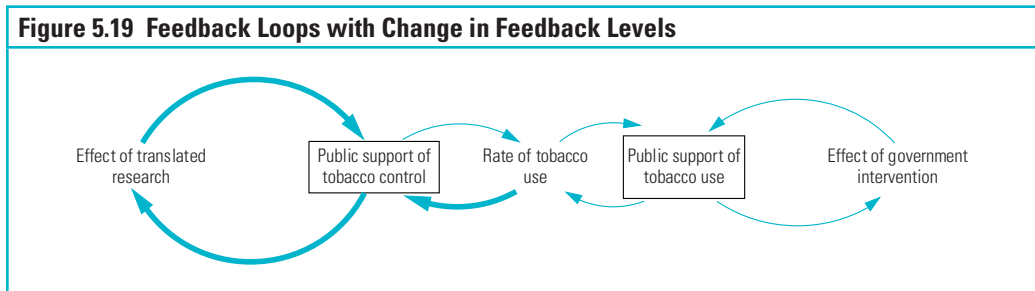 Figure 5.19 Feedback Loops with Change in Feedback Levels
Effect of translated
research
Public support of
tobacco control
Rate of tobacco
use
Public support of
tobacco use
Effect of government
intervention